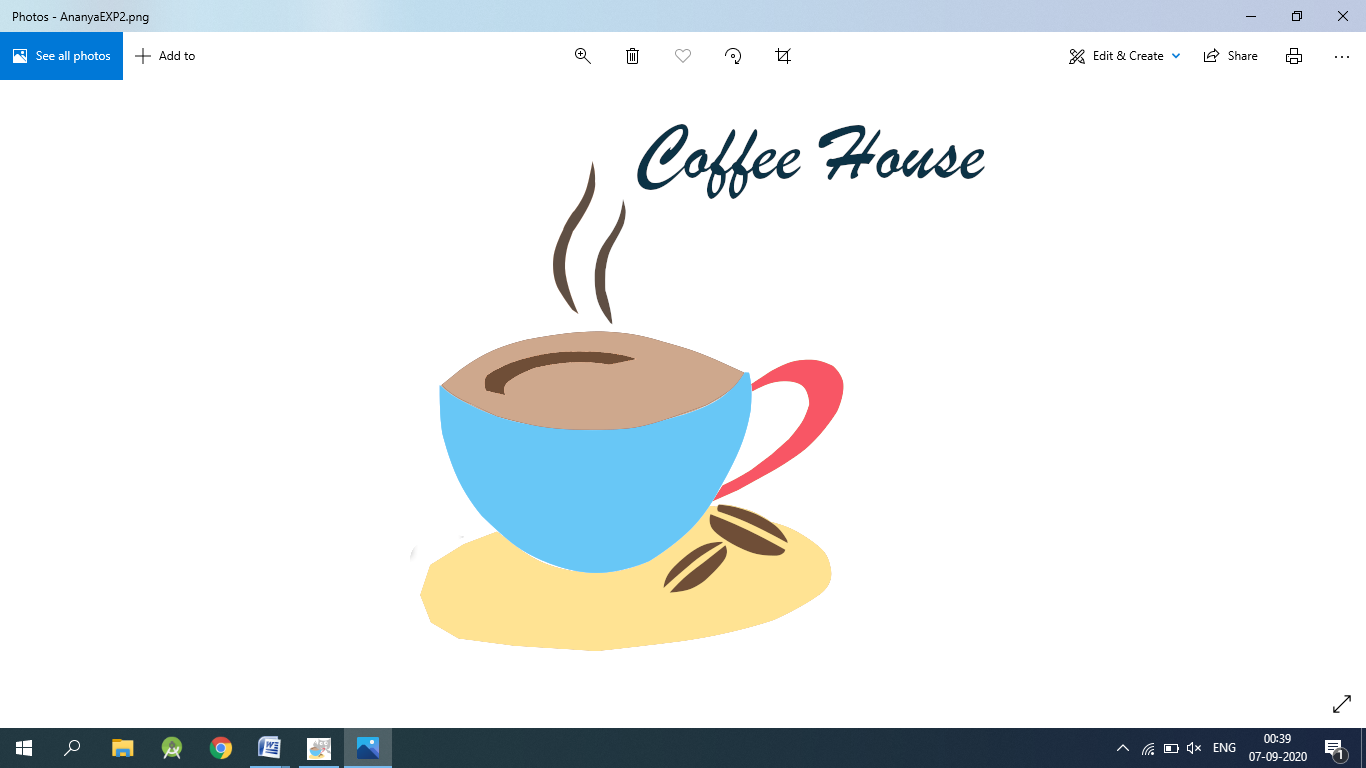 Photos - AnanyaEXP2.png
See all photos
Add to
Edit & Create
Share
Coffee House
ENG
00:39
07-09-2020
1